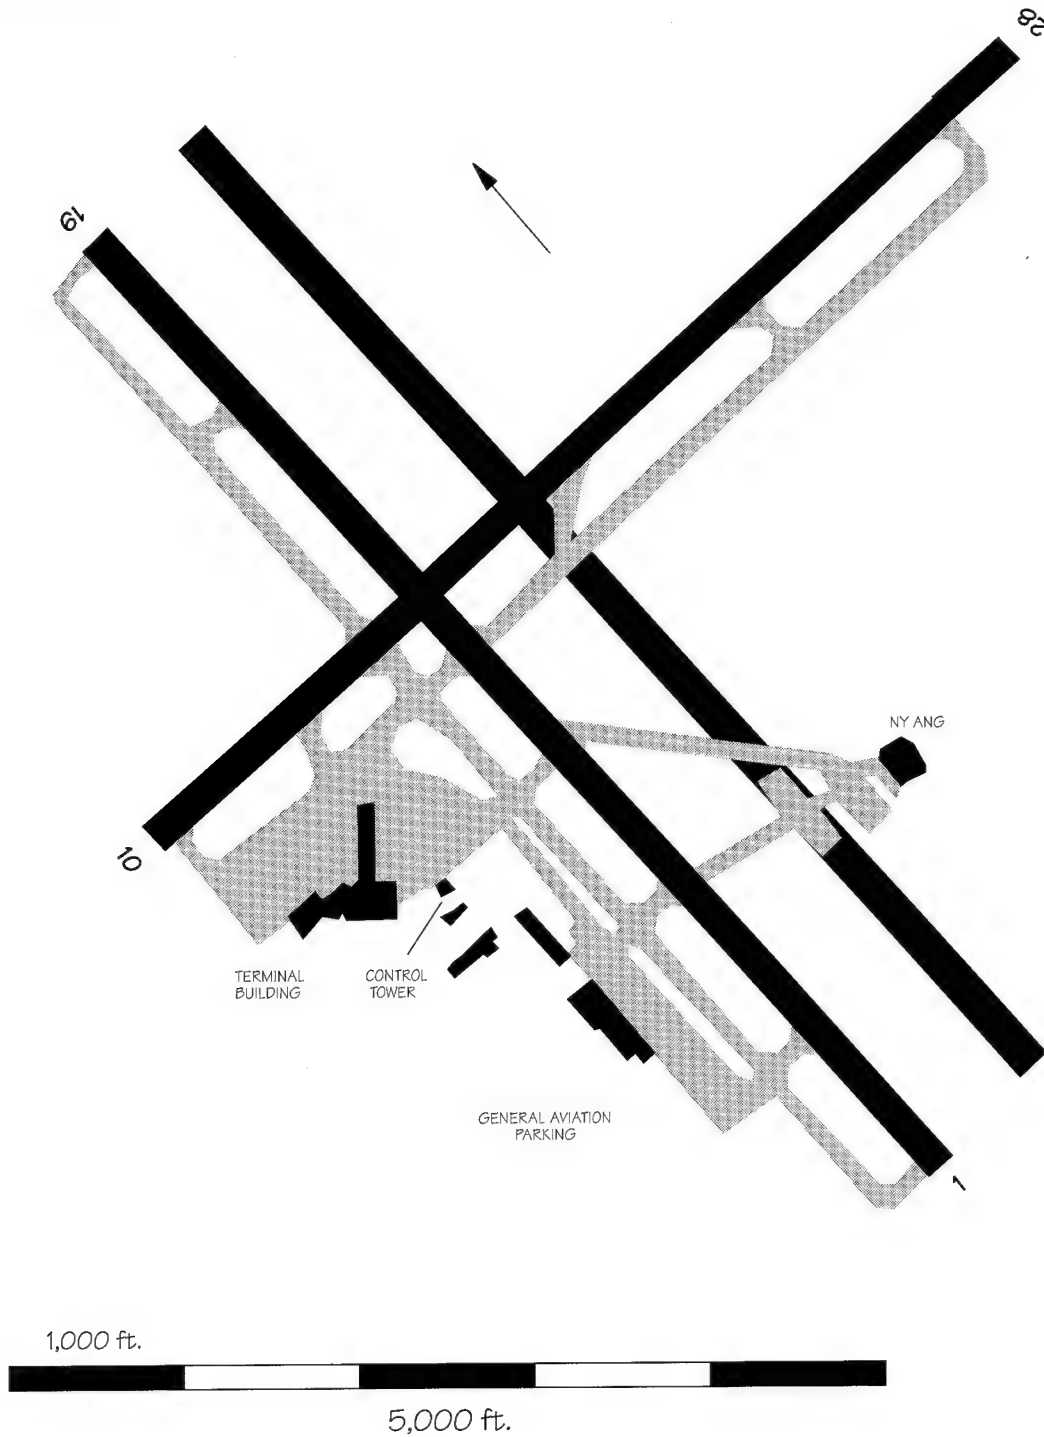 28
19
NY ANG
10
TERMINAL
BUILDING
CONTROL
TOWER
GENERAL AVIATION
PARKING
1
1,000 ft.
5,000 ft.